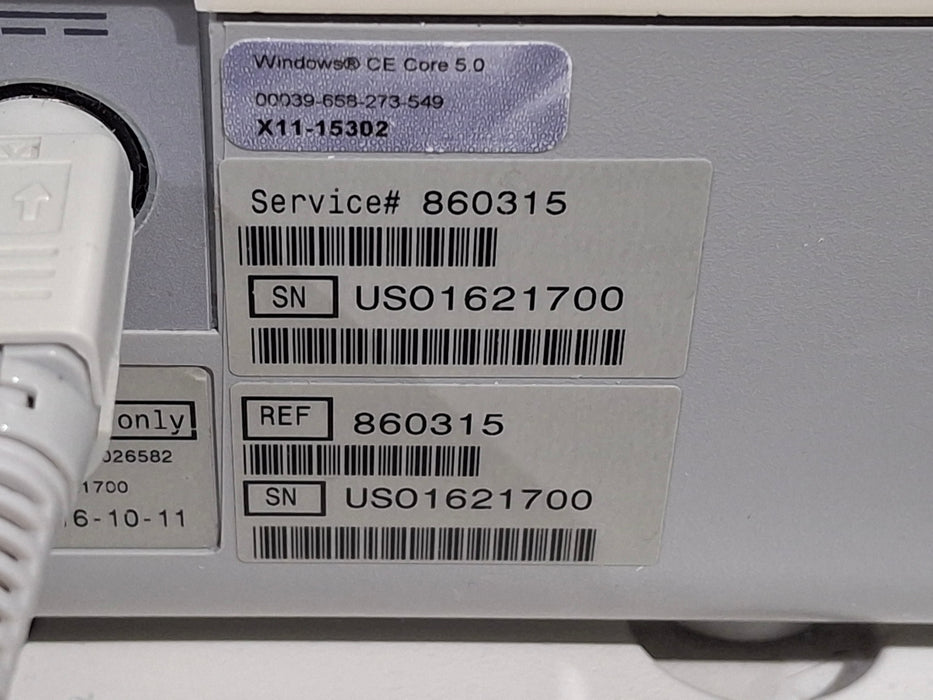 Windows® CE Core 5.0
00039-658-273-549
X11-15302
Service# 860315
SN US01621700
REF 860315
SN US01621700
only
026582
1700
6-10-11